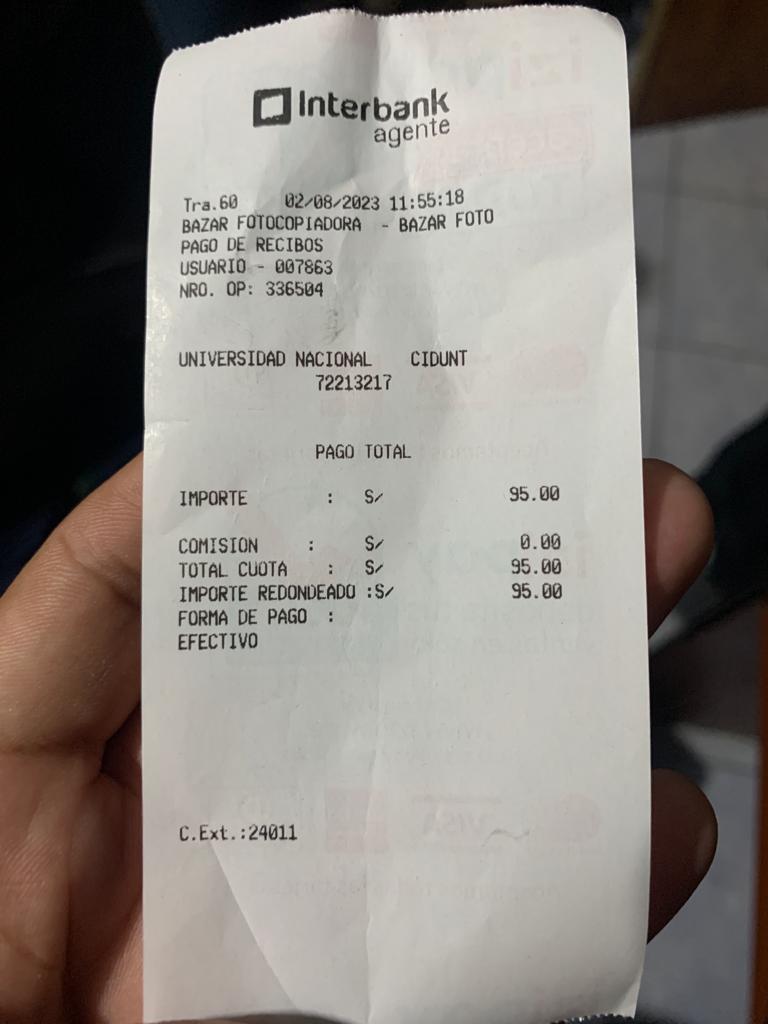 Interbank
agente
Tra.60 02/08/2023 11:55:18
BAZAR FOTOCOPIADORA - BAZAR FOTO
PAGO DE RECIBOS
USUARIO - 007863
NRO. OP: 336504
UNIVERSIDAD NACIONAL CIDUNT
72213217
PAGO TOTAL
IMPORTE : S/ 95.00
COMISION : S/ 0.00
TOTAL CUOTA : S/ 95.00
IMPORTE REDONDEADO :S/ 95.00
FORMA DE PAGO :
EFECTIVO
C.Ext.:24011